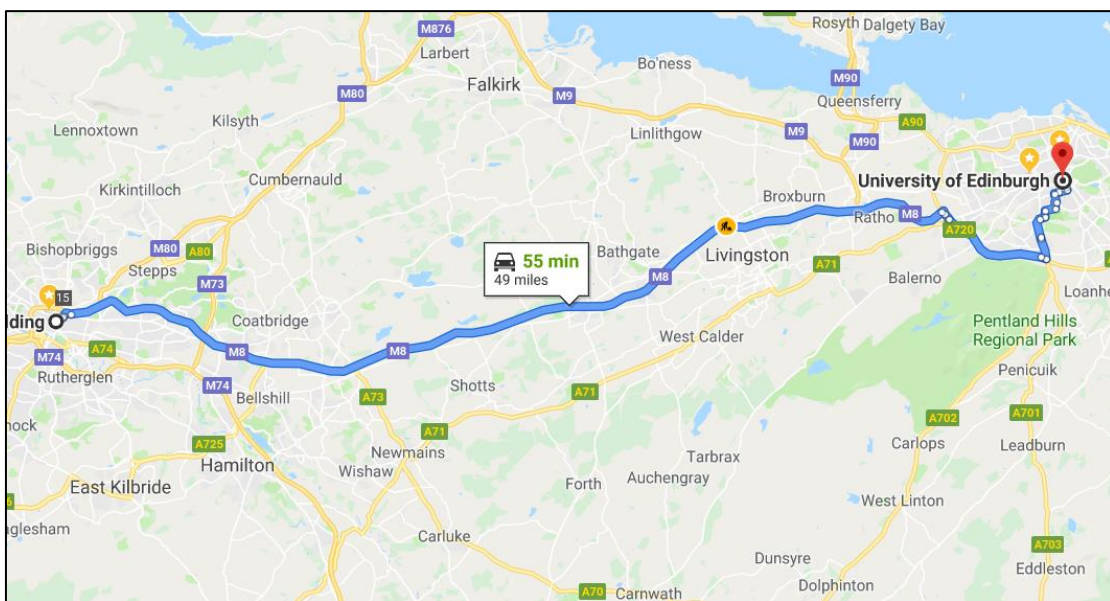 M876
Rosyth
Dalgety Bay
Larbert
Bo'ness
M90
Falkirk
M80
M9
Queensferry
Kilsyth
A90
Lennoxtown
Linlithgow
M9
M90
Kirkintilloch
Cumbernauld
University of Edinburgh
Broxburn
Ratho
M8
Bishopbriggs
M80
A80
A720
Stepps
Bathgate
Livingston
55 min
49 miles
M73
M8
A71
Balerno
Loanhe
15
lding
Coatbridge
Pentland Hills
Regional Park
West Calder
M74
A74
M8
M8
Rutherglen
M74
Shotts
Penicuik
Bellshill
A73
A71
A702
A701
nock
A725
Newmains
A71
Carlops
Leadburn
Hamilton
Wishaw
Tarbrax
East Kilbride
Forth
Auchengray
West Linton
aglesham
Carluke
A703
Dunsyre
Eddleston
A70
Carnwath
Dolphinton